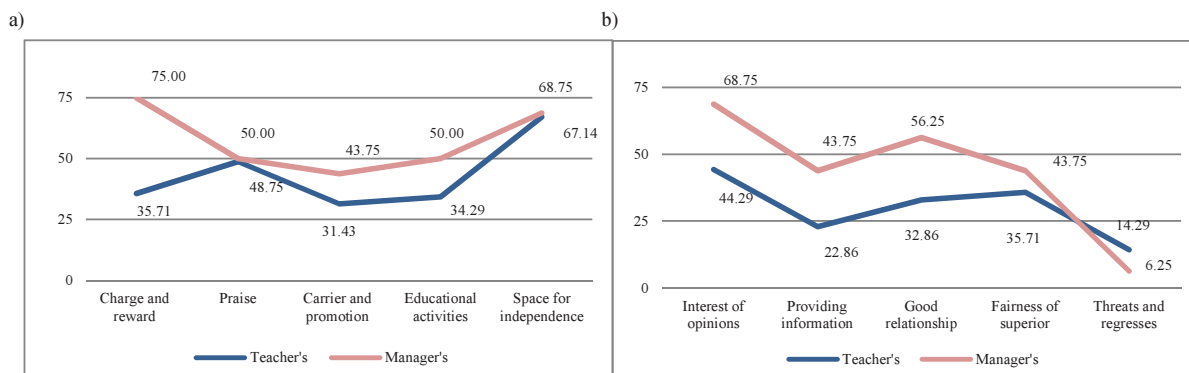 a)
75.00
68.75
75
50.00
50.00
67.14
43.75
50
48.75
35.71
34.29
31.43
25
0
Charge and
reward
Praise
Carrier and
promotion
Educational
activities
Space for
independence
Teacher's
Manager's
b)
68.75
75
56.25
43.75
43.75
50
44.29
35.71
32.86
25
22.86
14.29
6.25
0
Interest of
opinions
Providing
information
Good
relationship
Fairness of
superior
Threats and
regresses
Teacher's
Manager's